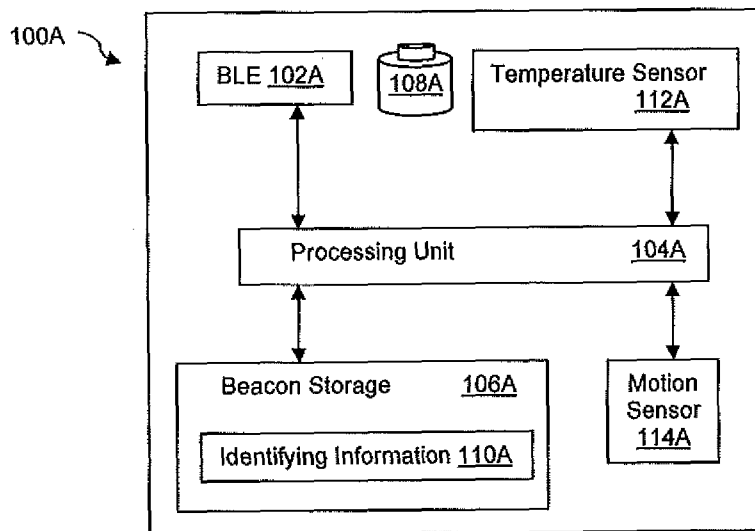 100A
BLE 102A
108A
Temperature Sensor
112A
Processing Unit 104A
Beacon Storage 106A
Identifying Information 110A
Motion
Sensor
114A